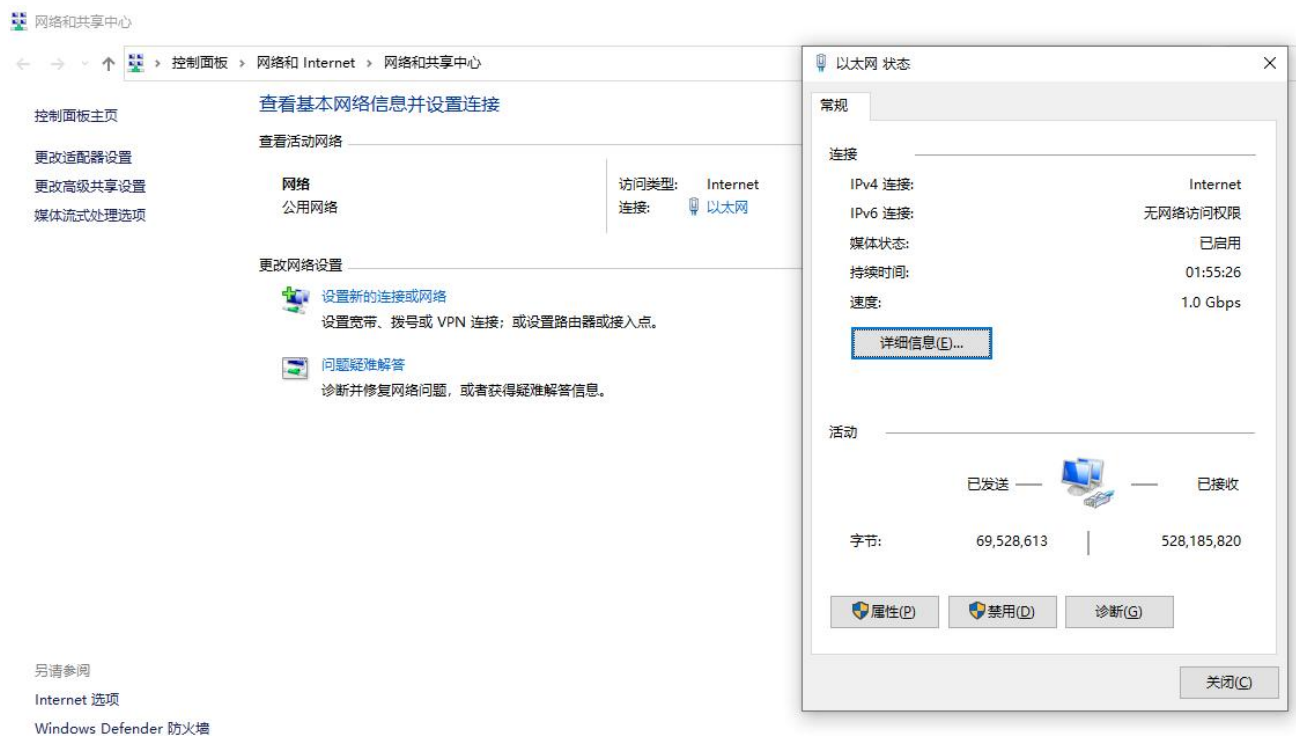 网络和共享中心
控制面板 › 网络和 Internet › 网络和共享中心
控制面板主页
更改适配器设置
更改高级共享设置
媒体流式处理选项
查看基本网络信息并设置连接
查看活动网络
网络
公用网络
访问类型: Internet
连接: 以太网
更改网络设置
设置新的连接或网络
设置宽带、拨号或 VPN 连接；或设置路由器或接入点。
问题疑难解答
诊断并修复网络问题，或者获得疑难解答信息。
另请参阅
Internet 选项
Windows Defender 防火墙
以太网 状态
常规
连接
IPv4 连接: Internet
IPv6 连接: 无网络访问权限
媒体状态: 已启用
持续时间: 01:55:26
速度: 1.0 Gbps
详细信息(E)...
活动
已发送 —— —— 已接收
字节: 69,528,613 528,185,820
属性(P) 禁用(D) 诊断(G)
关闭(C)